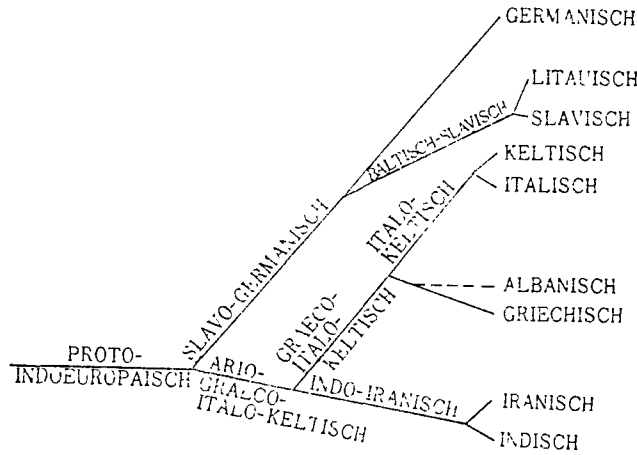 GERMANISCH
LITAUISCH
BALTISCH-SLAVISCH
SLAVISCH
KELTISCH
ITALISCH
ITALO-
KELTISCH
SLAVO-GERMANISCH
ALBANISCH
GRIECHISCH
GRAECO-
ITALO-
KELTISCH
PROTO-
INDOEUROPAISCH
ARIO-
GRAECO-
ITALO-KELTISCH
INDO-IRANISCH
IRANISCH
INDISCH